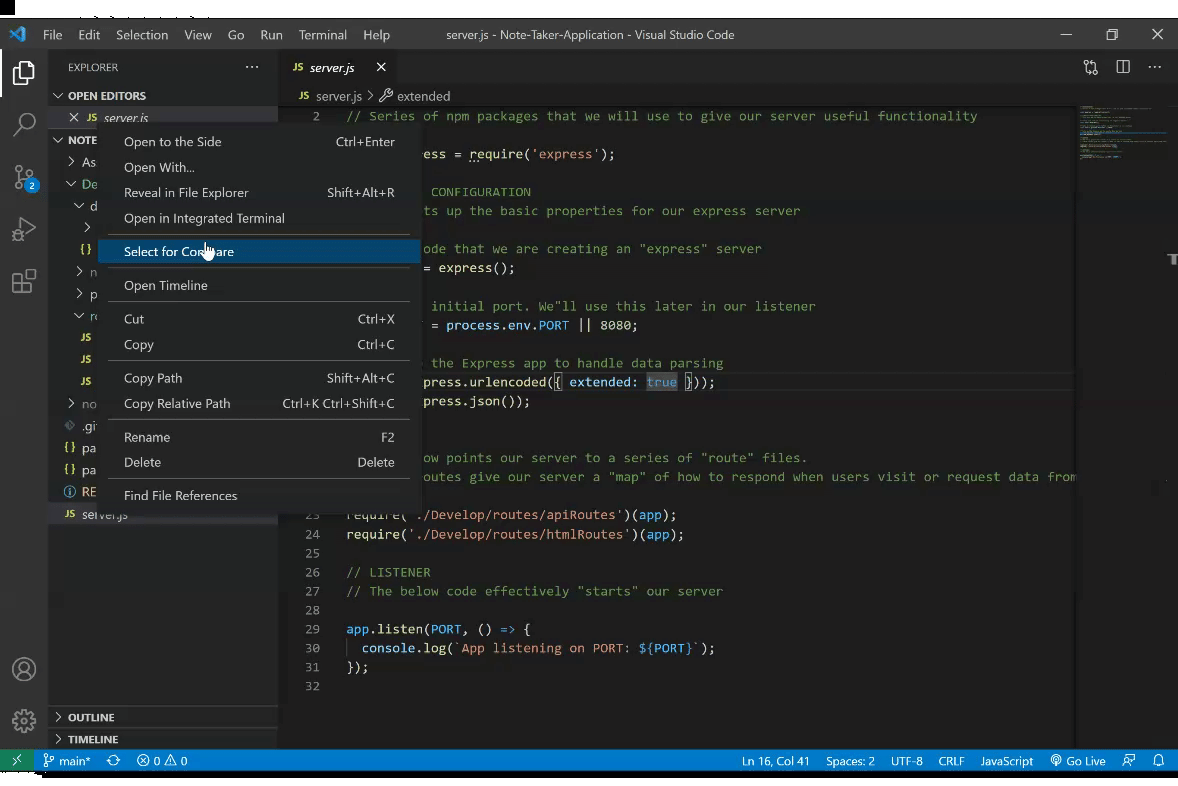 File Edit Selection View Go Run Terminal Help server.js - Note-Taker-Application - Visual Studio Code
EXPLORER
OPEN EDITORS
JS server.js
NOTE
As
De
d
{}
n
p
ro
JS
JS
JS
no
.gi
{} pa
{} pa
RE
JS server.js
OUTLINE
TIMELINE
Open to the Side Ctrl+Enter
Open With...
Reveal in File Explorer Shift+Alt+R
Open in Integrated Terminal
Select for Compare
Open Timeline
Cut Ctrl+X
Copy Ctrl+C
Copy Path Shift+Alt+C
Copy Relative Path Ctrl+K Ctrl+Shift+C
Rename F2
Delete Delete
Find File References
JS server.js
JS server.js > extended
2 // Series of npm packages that we will use to give our server useful functionality
ess = require('express');
CONFIGURATION
ts up the basic properties for our express server
ode that we are creating an "express" server
= express();
initial port. We"ll use this later in our listener
= process.env.PORT || 8080;
the Express app to handle data parsing
press.urlencoded({ extended: true }));
press.json());
ow points our server to a series of "route" files.
outes give our server a "map" of how to respond when users visit or request data from
23 require('./Develop/routes/apiRoutes')(app);
24 require('./Develop/routes/htmlRoutes')(app);
25
26 // LISTENER
27 // The below code effectively "starts" our server
28
29 app.listen(PORT, () => {
30 console.log(`App listening on PORT: ${PORT}`);
31 });
32
2
main* 0 0 Ln 16, Col 41 Spaces: 2 UTF-8 CRLF JavaScript Go Live